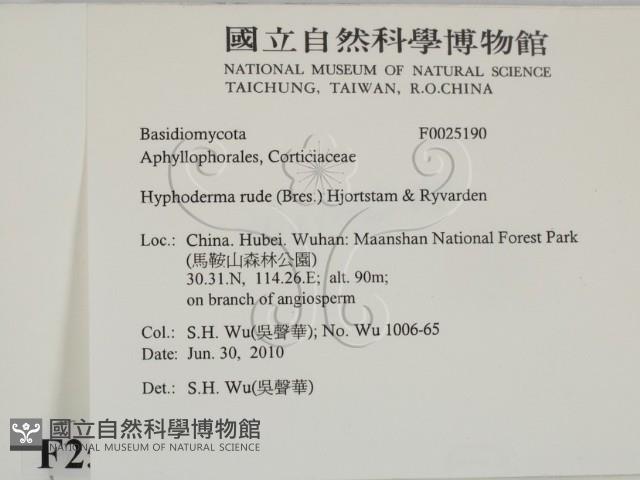 國立自然科學博物館
NATIONAL MUSEUM OF NATURAL SCIENCE
TAICHUNG, TAIWAN, R.O.CHINA
Basidiomycota F0025190
Aphyllophorales, Corticiaceae
Hyphoderma rude (Bres.) Hjortstam & Ryvarden
Loc.: China. Hubei. Wuhan: Maanshan National Forest Park
(馬鞍山森林公園)
30.31.N, 114.26.E; alt. 90m;
on branch of angiosperm
Col.: S.H. Wu(吳聲華); No. Wu 1006-65
Date: Jun. 30, 2010
Det.: S.H. Wu(吳聲華)
國立自然科學博物館
NATIONAL MUSEUM OF NATURAL SCIENCE
F2